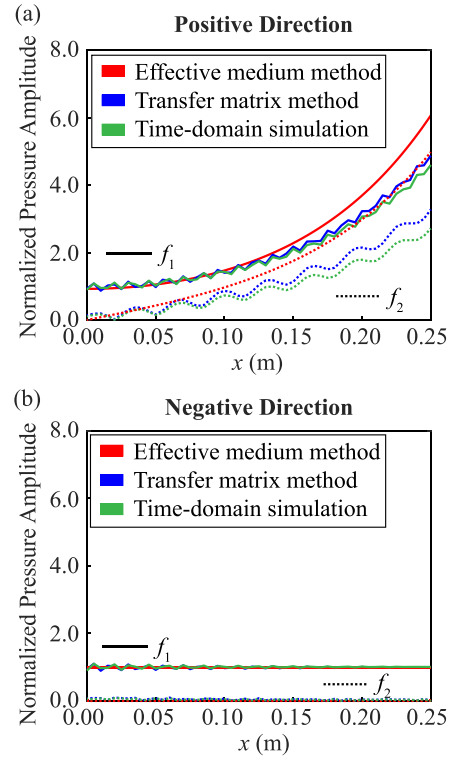 (a)
Positive Direction
Normalized Pressure Amplitude
8.0
6.0
4.0
2.0
0.0
Effective medium method
Transfer matrix method
Time-domain simulation
f1
f2
0.00 0.05 0.10 0.15 0.20 0.25
x (m)
(b)
Negative Direction
Normalized Pressure Amplitude
8.0
6.0
4.0
2.0
0.0
Effective medium method
Transfer matrix method
Time-domain simulation
f1
f2
0.00 0.05 0.10 0.15 0.20 0.25
x (m)